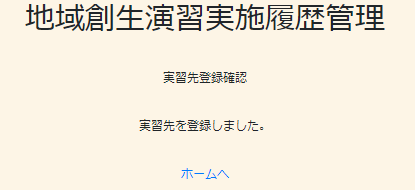 地域創生演習実施履歴管理
実習先登録確認
実習先を登録しました。
ホームへ